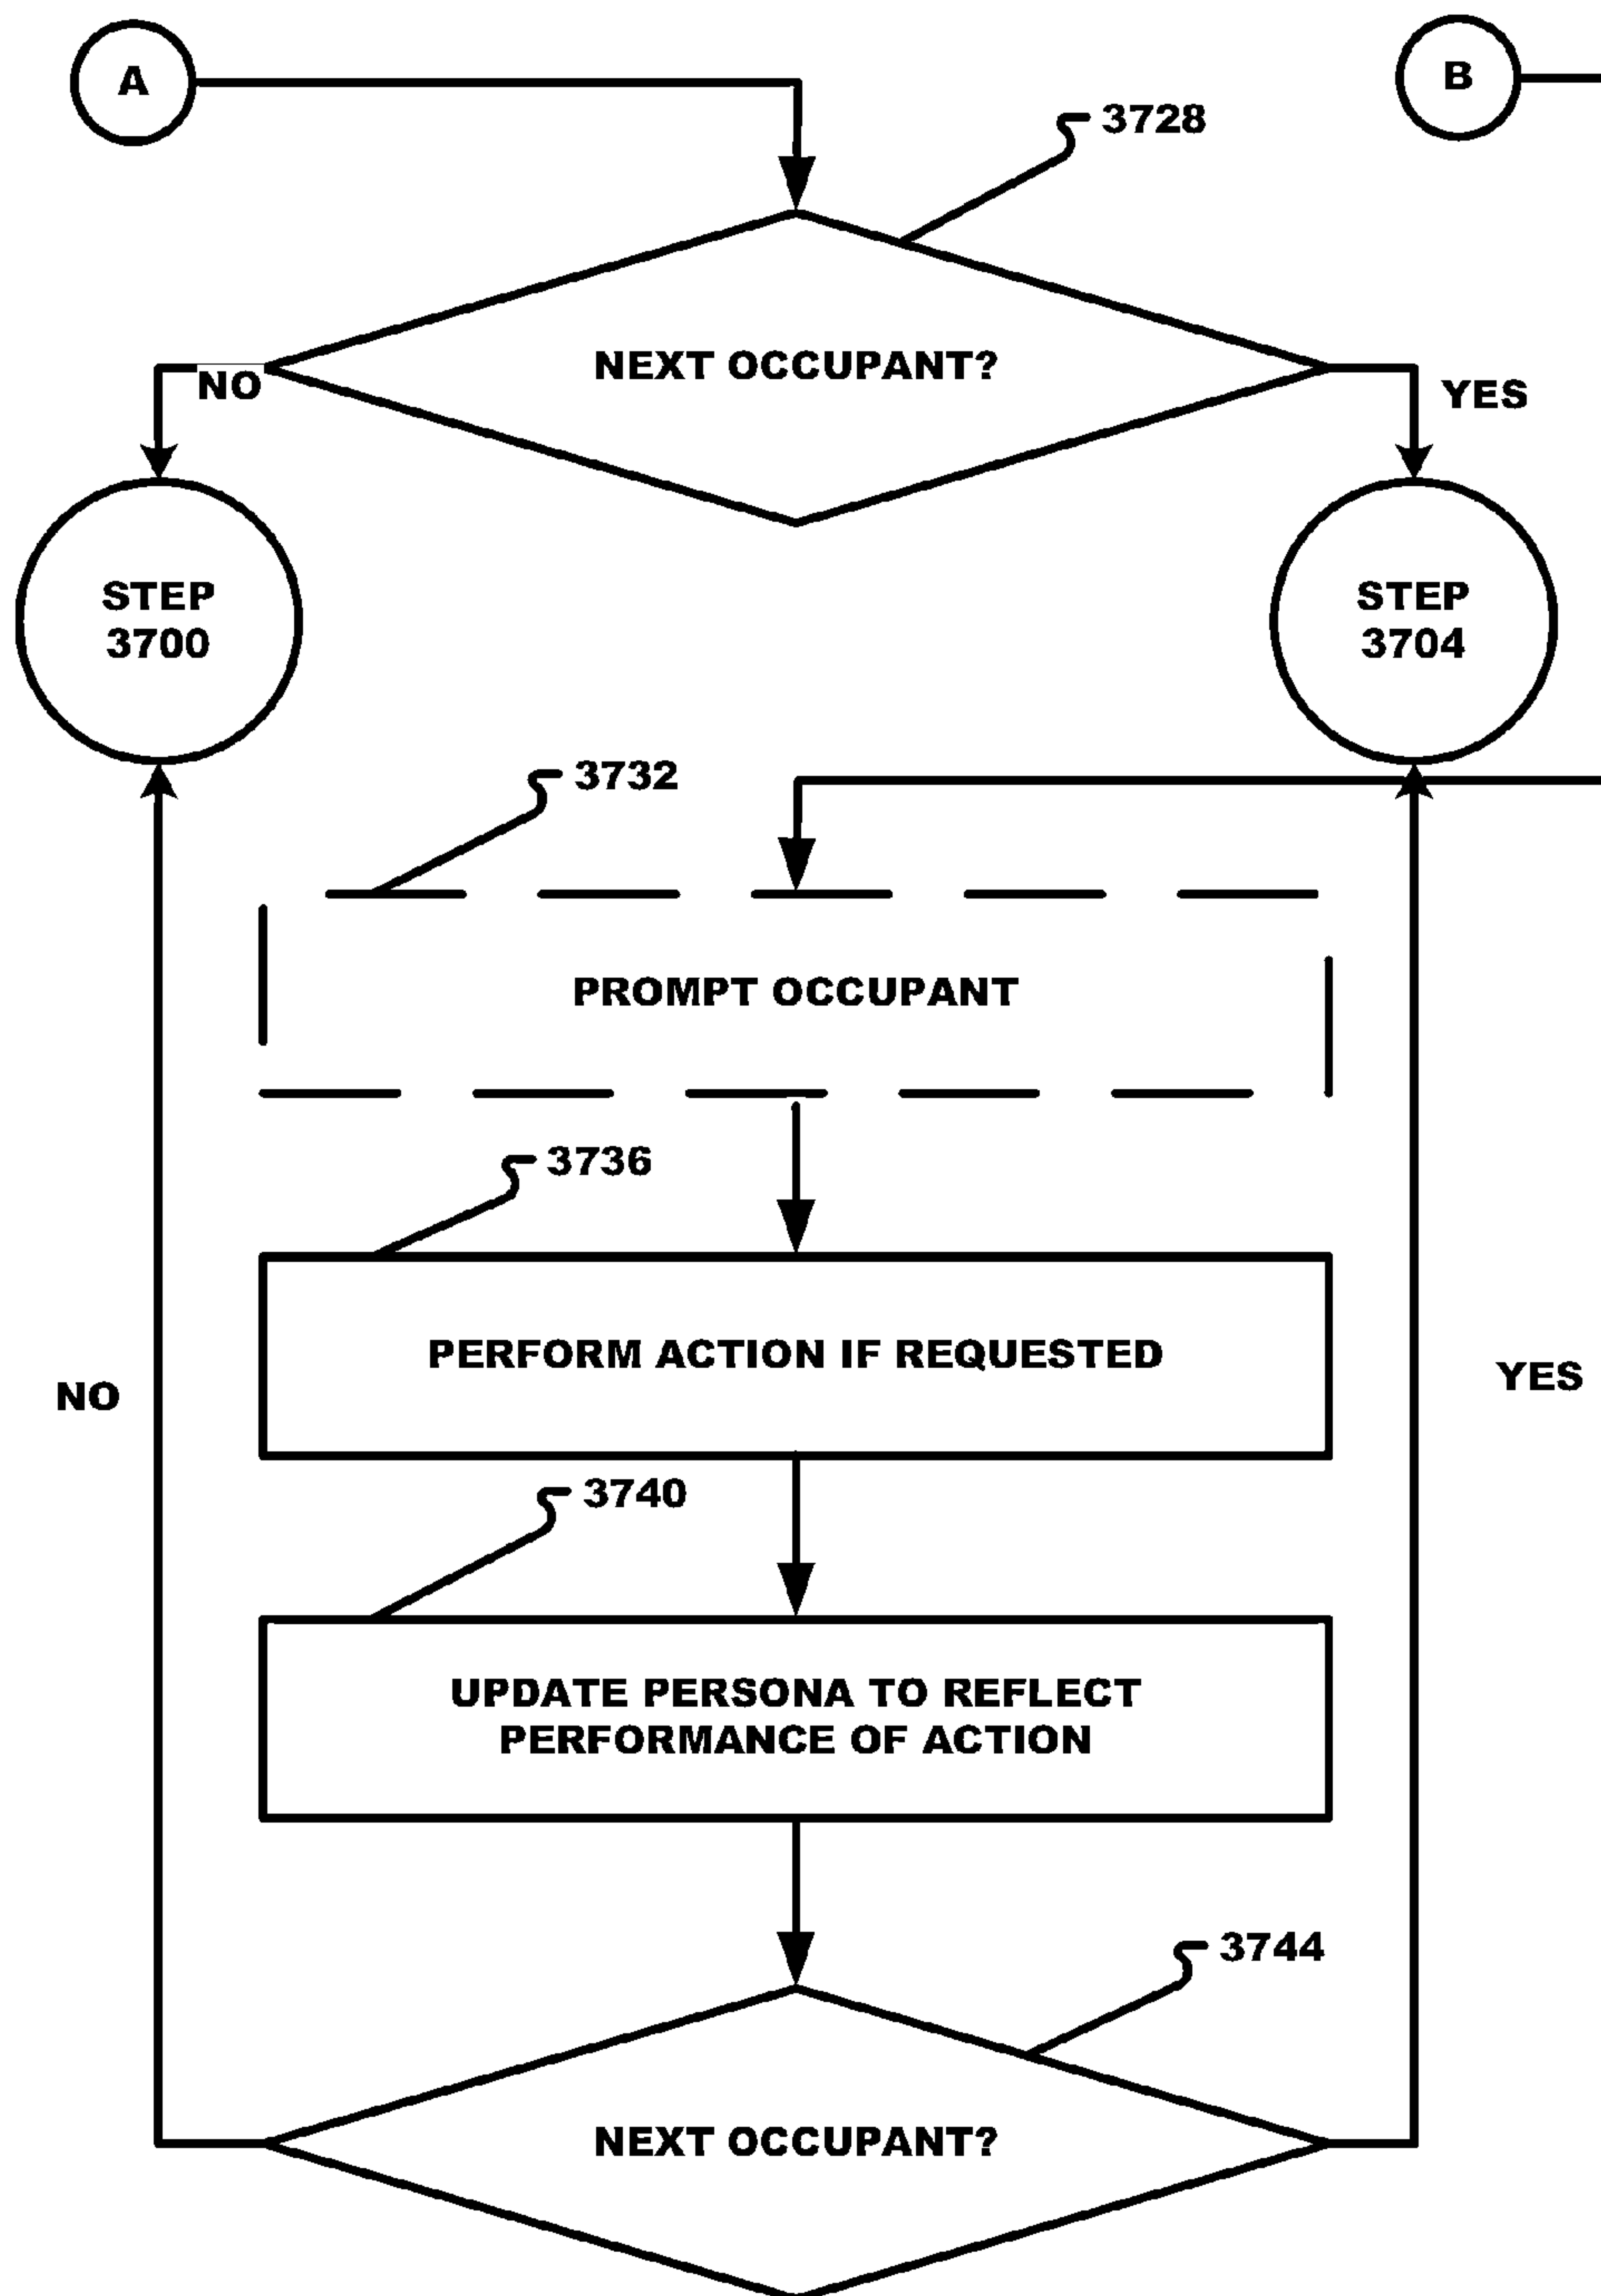 A
B
3728
NEXT OCCUPANT?
NO
YES
STEP
3700
STEP
3704
3732
PROMPT OCCUPANT
3736
PERFORM ACTION IF REQUESTED
NO
YES
3740
UPDATE PERSONA TO REFLECT
PERFORMANCE OF ACTION
3744
NEXT OCCUPANT?